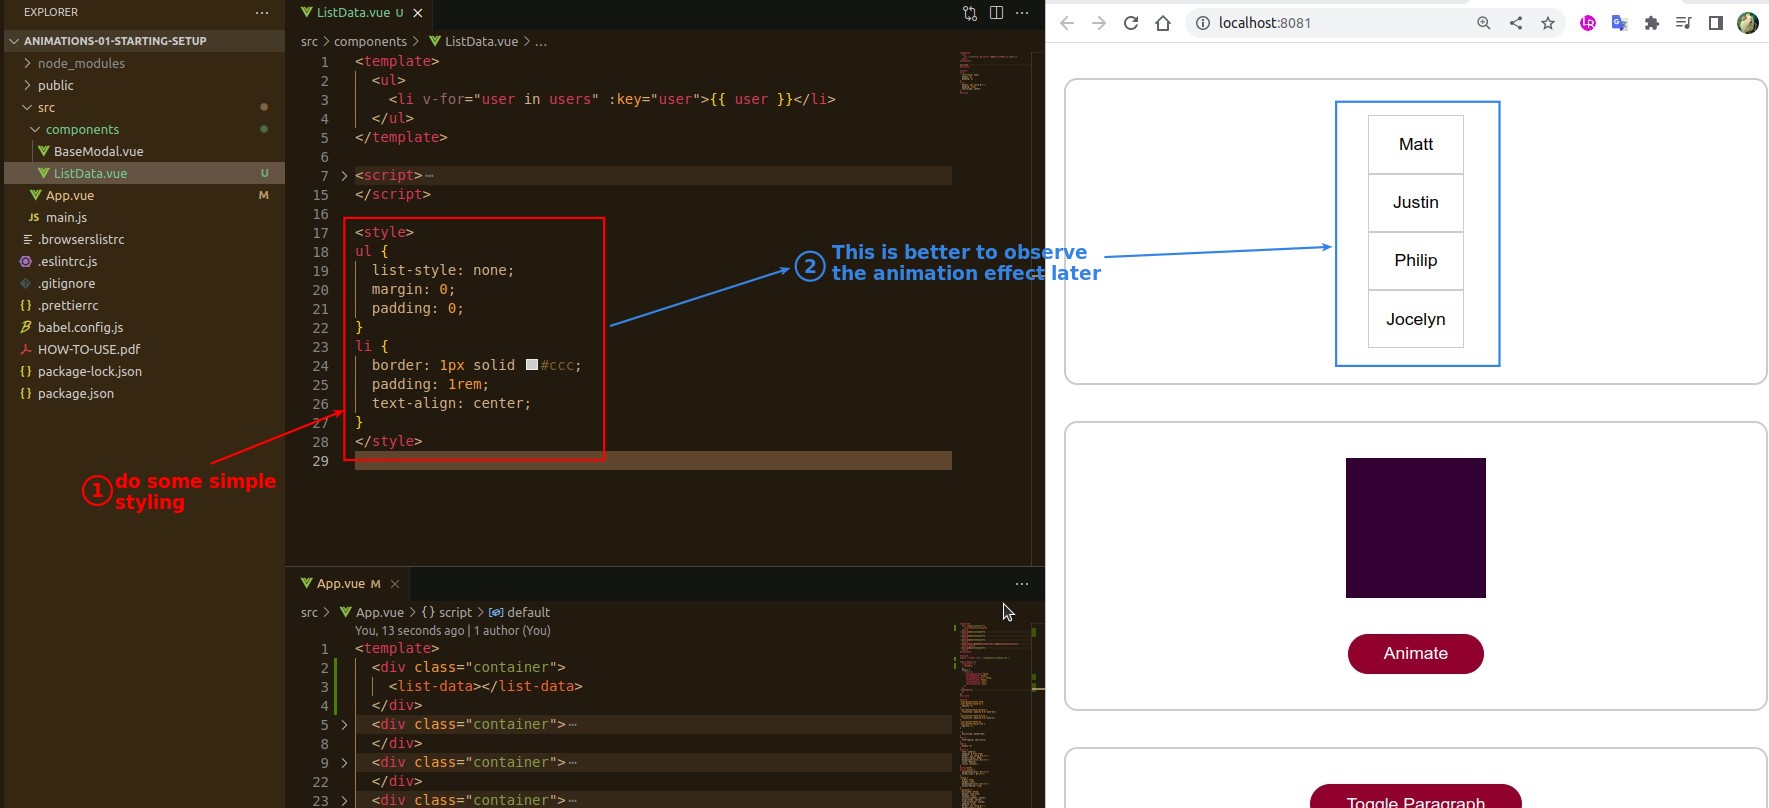 EXPLORER
ANIMATIONS-01-STARTING-SETUP
node_modules
public
src
components
BaseModal.vue
ListData.vue U
App.vue M
JS main.js
.browserslistrc
.eslintrc.js
.gitignore
{} .prettierrc
babel.config.js
HOW-TO-USE.pdf
{} package-lock.json
{} package.json
1 do some simple
styling
ListData.vue U
src > components > ListData.vue > ...
1 <template>
2 <ul>
3 <li v-for="user in users" :key="user">{{ user }}</li>
4 </ul>
5 </template>
6
7 <script>
15 </script>
16
17 <style>
18 ul {
19 list-style: none;
20 margin: 0;
21 padding: 0;
22 }
23 li {
24 border: 1px solid #ccc;
25 padding: 1rem;
26 text-align: center;
27 }
28 </style>
29
2 This is better to observe
the animation effect later
App.vue M
src > App.vue > {} script > default
You, 13 seconds ago | 1 author (You)
1 <template>
2 <div class="container">
3 <list-data></list-data>
4 </div>
5 <div class="container">
8 </div>
9 <div class="container">
22 </div>
23 <div class="container">
localhost:8081
LR
Matt
Justin
Philip
Jocelyn
Animate
Toggle Paragraph